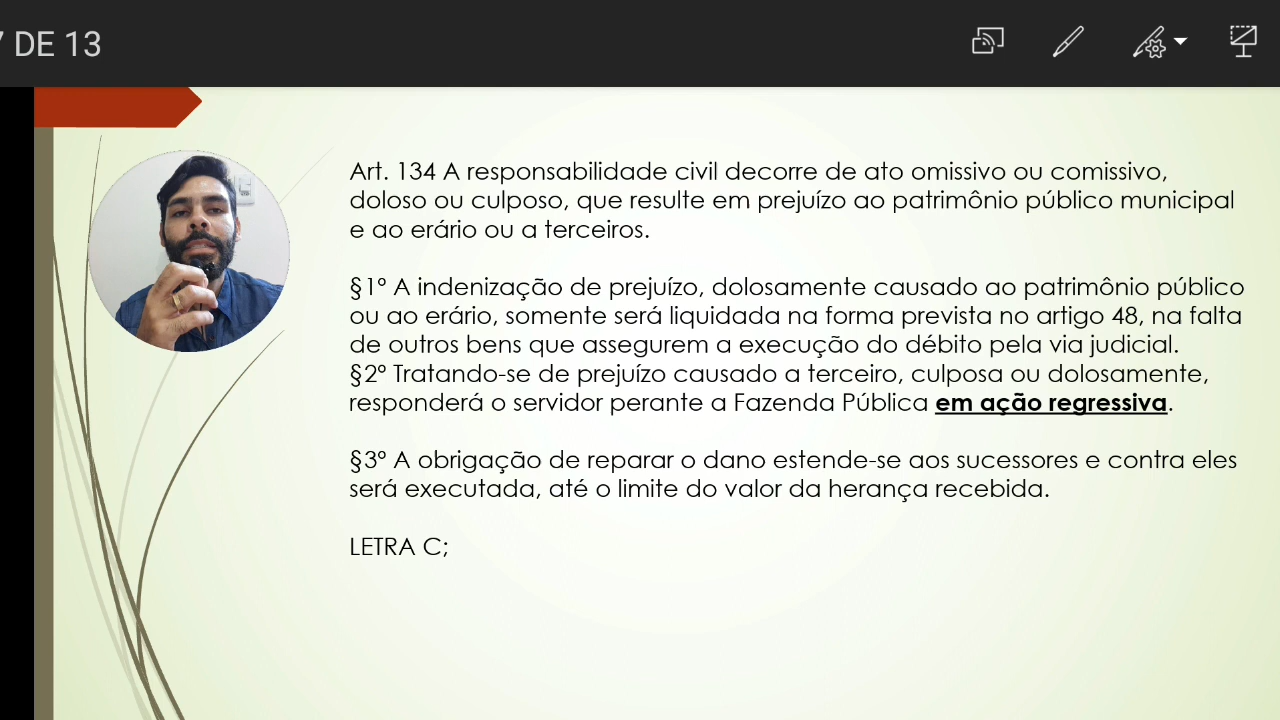 DE 13
Art. 134 A responsabilidade civil decorre de ato omissivo ou comissivo,
doloso ou culposo, que resulte em prejuízo ao patrimônio público municipal
e ao erário ou a terceiros.
§1º A indenização de prejuízo, dolosamente causado ao patrimônio público
ou ao erário, somente será liquidada na forma prevista no artigo 48, na falta
de outros bens que assegurem a execução do débito pela via judicial.
§2º Tratando-se de prejuízo causado a terceiro, culposa ou dolosamente,
responderá o servidor perante a Fazenda Pública em ação regressiva.
§3º A obrigação de reparar o dano estende-se aos sucessores e contra eles
será executada, até o limite do valor da herança recebida.
LETRA C;